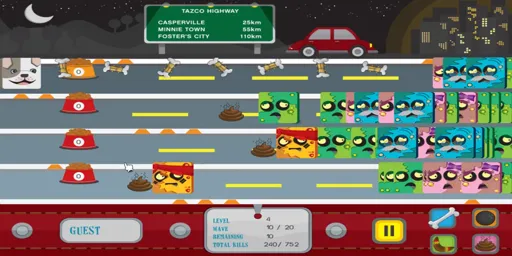 TAZCO HIGHWAY
CASPERVILLE 25km
MINNIE TOWN 55km
FOSTER'S CITY 110km
GUEST
LEVEL 4
WAVE 10 / 20
REMAINING 10
TOTAL KILLS 240/752